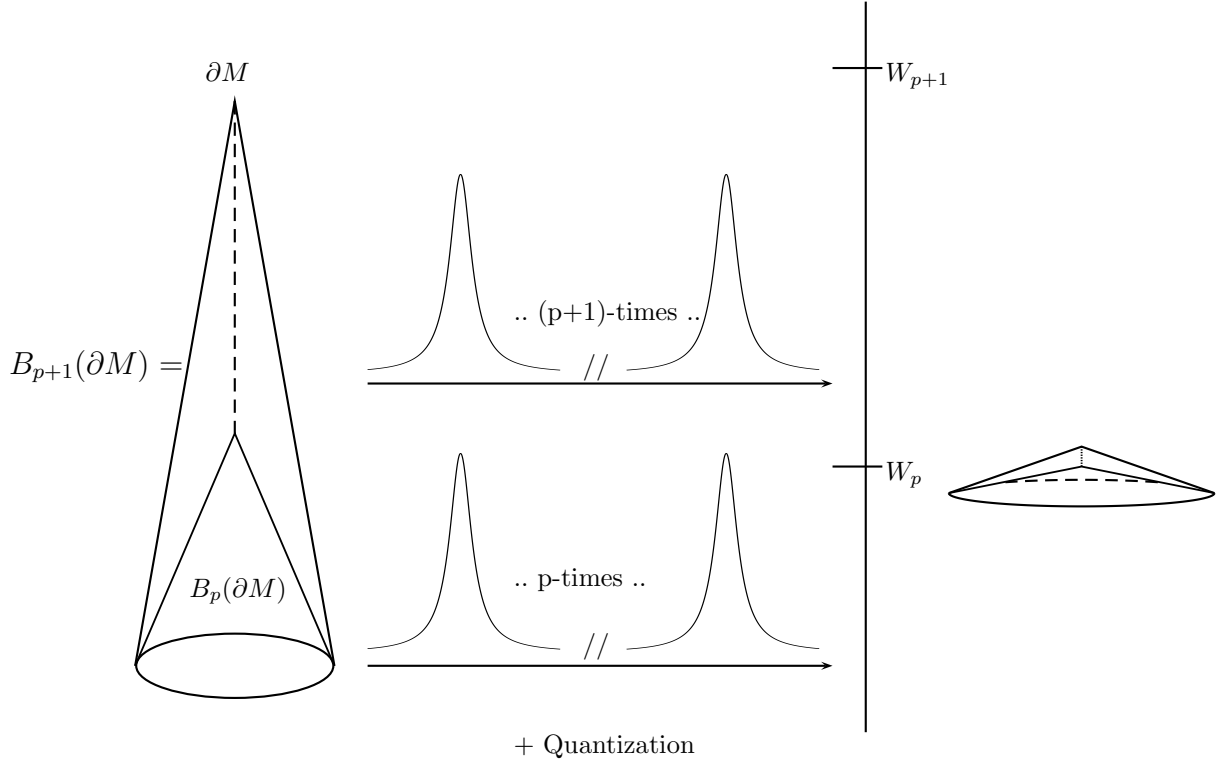 ∂M
W_{p+1}
.. (p+1)-times ..
B_{p+1}(∂M) =
//
W_p
.. p-times ..
B_p(∂M)
//
+ Quantization